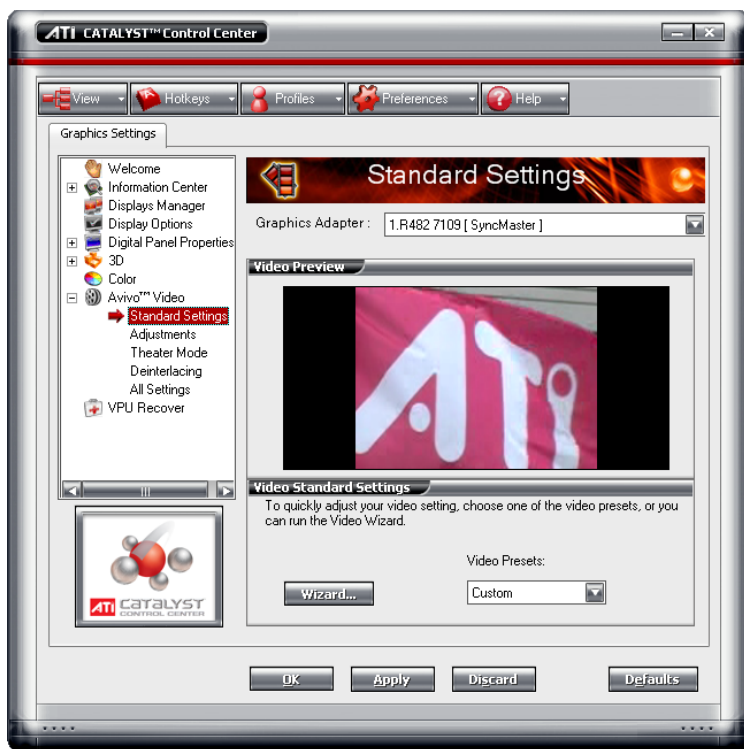 ATI CATALYST™ Control Center
View
Hotkeys
Profiles
Preferences
Help
Graphics Settings
Welcome
Information Center
Displays Manager
Display Options
Digital Panel Properties
3D
Color
Avivo™ Video
Standard Settings
Adjustments
Theater Mode
Deinterlacing
All Settings
VPU Recover
ATI CATALYST
CONTROL CENTER
Standard Settings
Graphics Adapter :
1.R482 7109 [ SyncMaster ]
Video Preview
ATI
Video Standard Settings
To quickly adjust your video setting, choose one of the video presets, or you
can run the Video Wizard.
Video Presets:
Wizard...
Custom
OK
Apply
Discard
Defaults